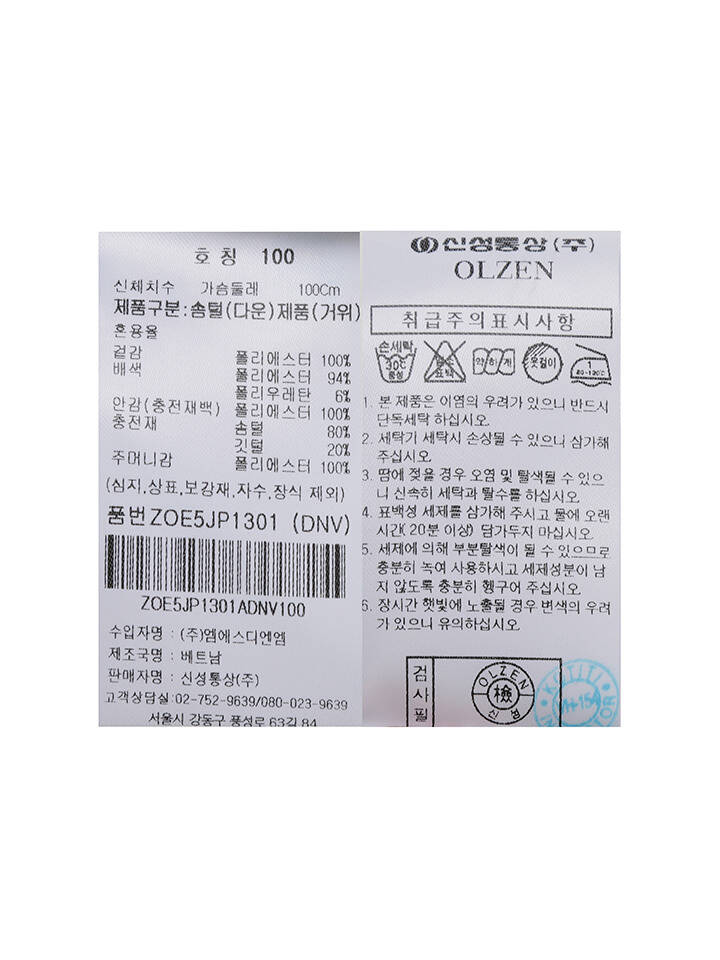 호칭 100
신체치수 가슴둘레 100Cm
제품구분:솜털(다운)제품(거위)
혼용율
겉감 폴리에스터 100%
배색 폴리에스터 94%
폴리우레탄 6%
안감(충전재백) 폴리에스터 100%
충전재 솜털 80%
깃털 20%
주머니감 폴리에스터 100%
(심지,상표,보강재,자수,장식 제외)
품번 ZOE5JP1301 (DNV)
ZOE5JP1301ADNV100
수입자명 : (주)엠에스디엔엠
제조국명 : 베트남
판매자명 : 신성통상(주)
고객상담실:02-752-9639/080-023-9639
서울시 강동구 풍성로 63길 84
신성통상(주)
OLZEN
취급주의표시사항
손세탁
30℃
중성
염소
표백
약하게
옷걸이
1
80~120℃
1. 본 제품은 이염의 우려가 있으니 반드시
단독세탁 하십시오.
2. 세탁기 세탁시 손상될 수 있으니 삼가해
주십시오.
3. 땀에 젖을 경우 오염 및 탈색될 수 있으
니 신속히 세탁과 탈수를 하십시오.
4. 표백성 세제를 삼가해 주시고 물에 오랜
시간(20분 이상) 담가두지 마십시오.
5. 세제에 의해 부분탈색이 될 수 있으므로
충분히 녹여 사용하시고 세제성분이 남
지 않도록 충분히 헹구어 주십시오.
6. 장시간 햇빛에 노출될 경우 변색의 우려
가 있으니 유의하십시오.
검사필
OLZEN
檢
신성
KOTITI
M+154